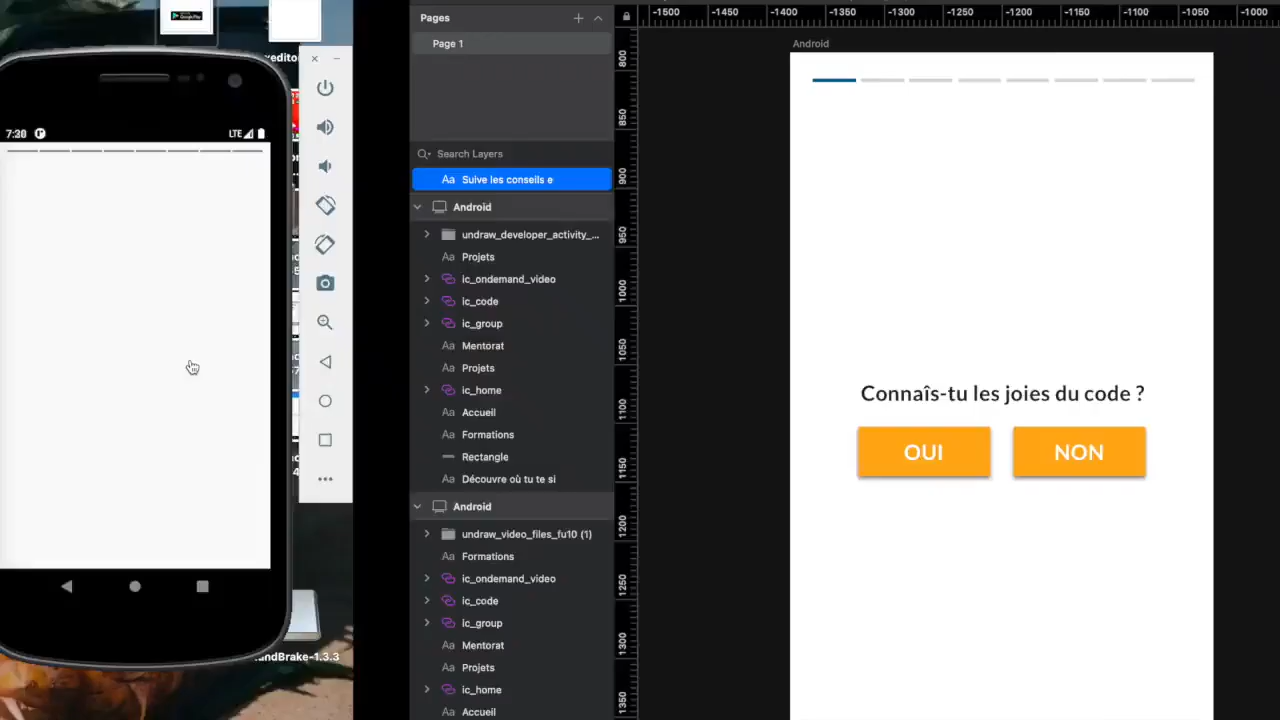 Google Play
7:30
LTE
Pages
Page 1
Search Layers
Suive les conseils e
Android
undraw_developer_activity_...
Projets
ic_ondemand_video
ic_code
ic_group
Mentorat
Projets
ic_home
Accueil
Formations
Rectangle
Découvre où tu te si
Android
undraw_video_files_fu10 (1)
Formations
ic_ondemand_video
ic_code
ic_group
Mentorat
Projets
ic_home
Accueil
-1500 -1450 -1400 -1350 -1300 -1250 -1200 -1150 -1100 -1050 -1000
800
850
900
950
1000
1050
1100
1150
1200
1250
1300
1350
Android
Connaîs-tu les joies du code ?
OUI NON
andBrake-1.3.3